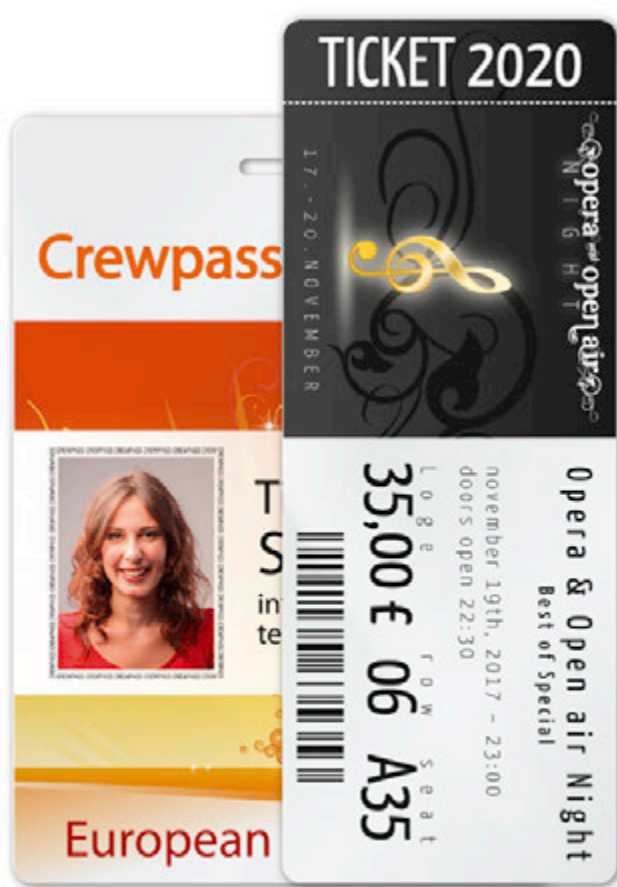 TICKET 2020
opera and open air
NIGHT
17.-20.NOVEMBER
Opera & Open air Night
Best of Special
november 19th, 2017 - 23:00
doors open 22:30
Loge row seat
35,00 € 06 A35
Crewpass
T
S
in
te
European